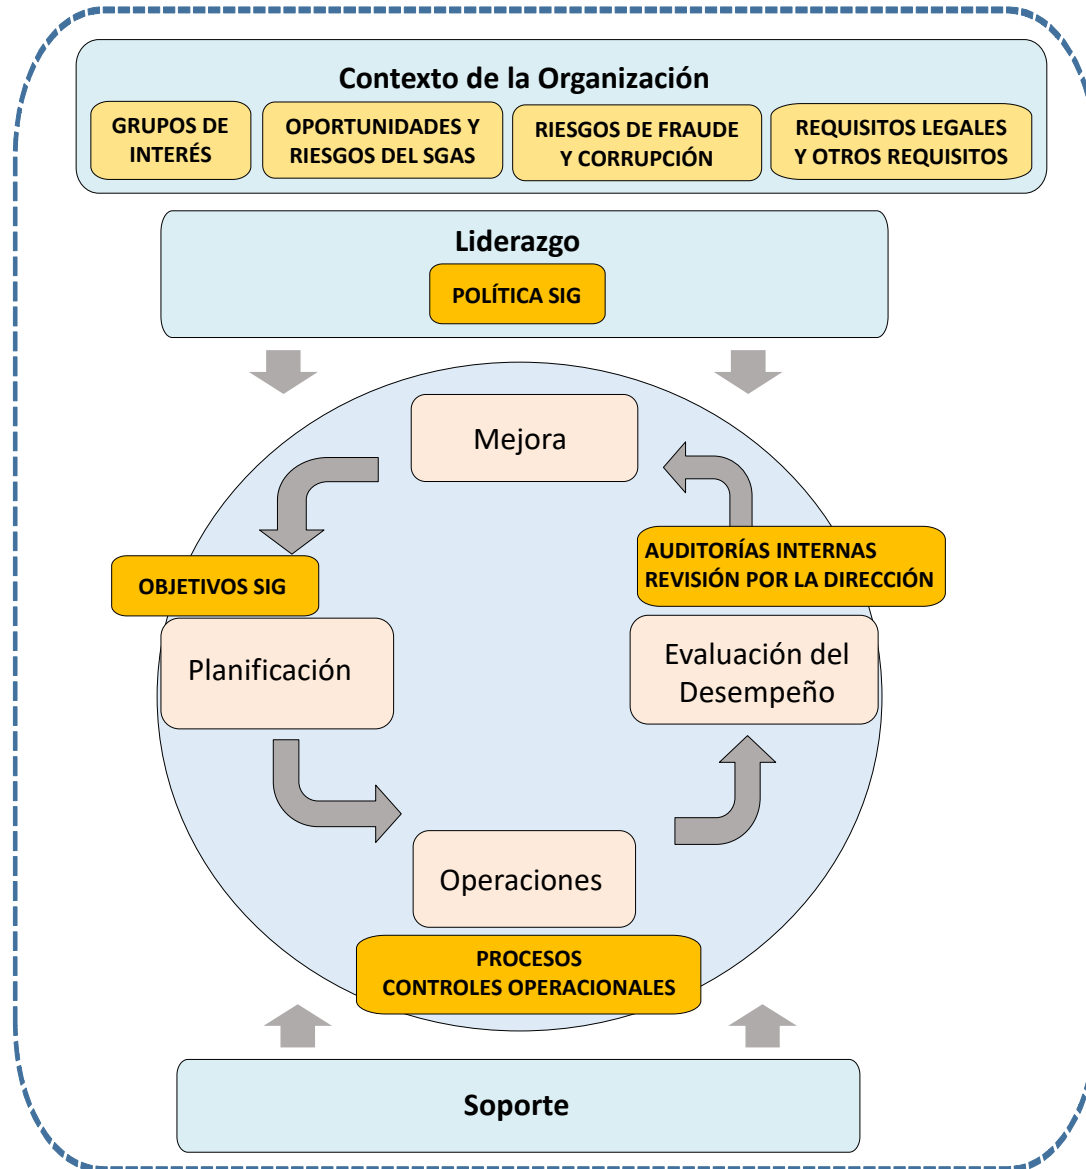 Contexto de la Organización
GRUPOS DE
INTERÉS
OPORTUNIDADES Y
RIESGOS DEL SGAS
RIESGOS DE FRAUDE
Y CORRUPCIÓN
REQUISITOS LEGALES
Y OTROS REQUISITOS
Liderazgo
POLÍTICA SIG
Mejora
OBJETIVOS SIG
Planificación
AUDITORÍAS INTERNAS
REVISIÓN POR LA DIRECCIÓN
Evaluación del
Desempeño
Operaciones
PROCESOS
CONTROLES OPERACIONALES
Soporte